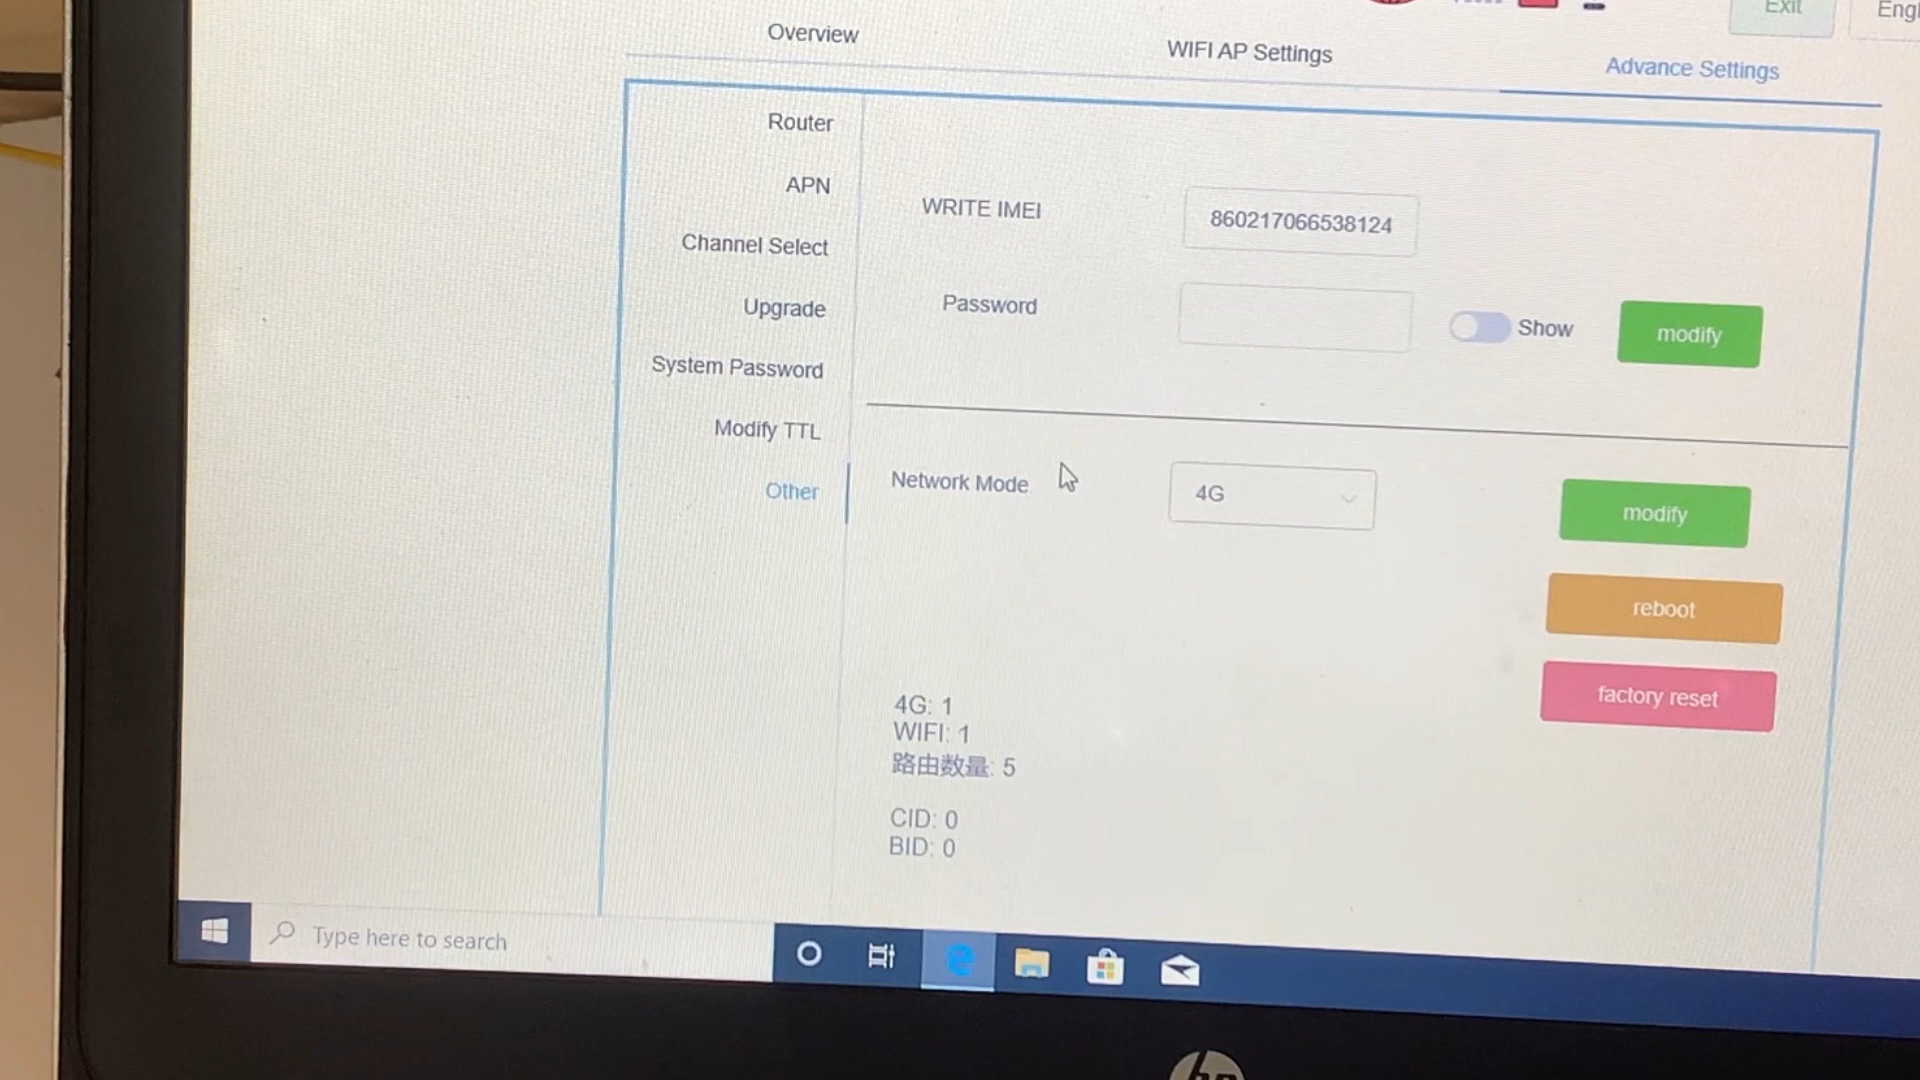 Exit
Overview
WIFI AP Settings
Advance Settings
Router
APN
Channel Select
Upgrade
System Password
Modify TTL
Other
WRITE IMEI
860217066538124
Password
Show
modify
Network Mode
4G
modify
reboot
factory reset
4G: 1
WIFI: 1
路由数量: 5
CID: 0
BID: 0
Type here to search
hp